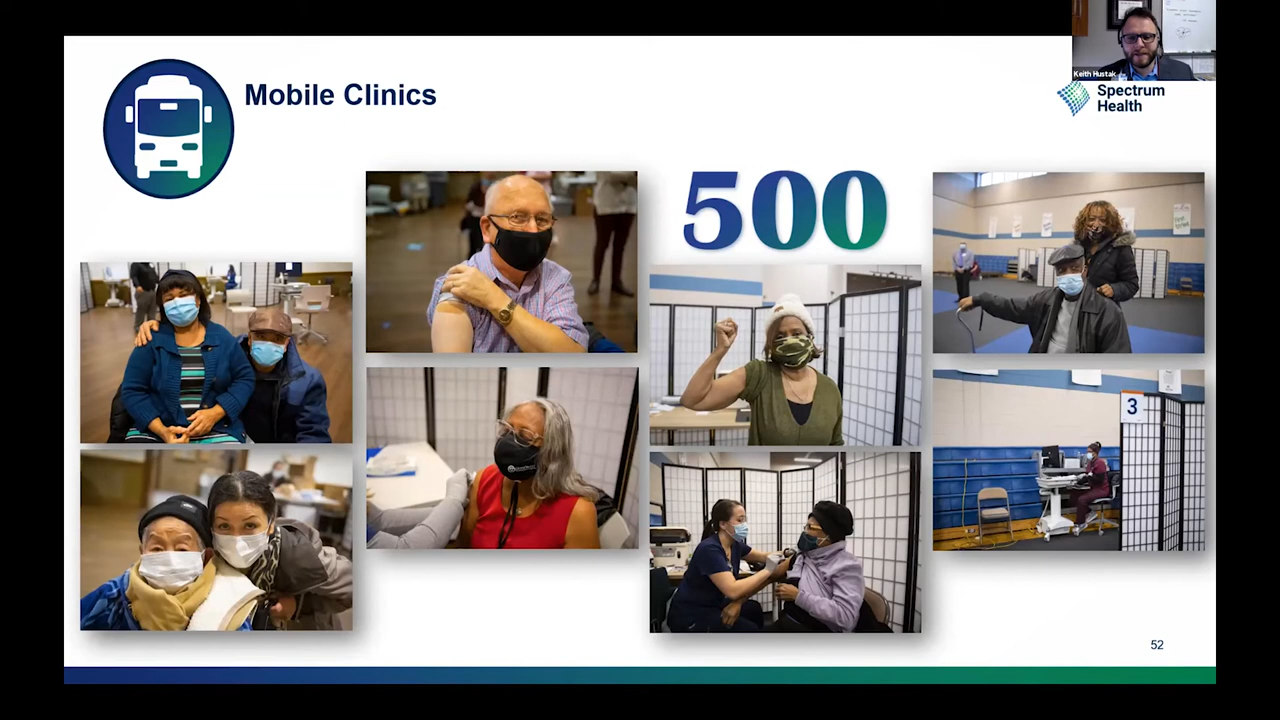 Mobile Clinics
Keith Hustak
Spectrum
Health
500
3
52